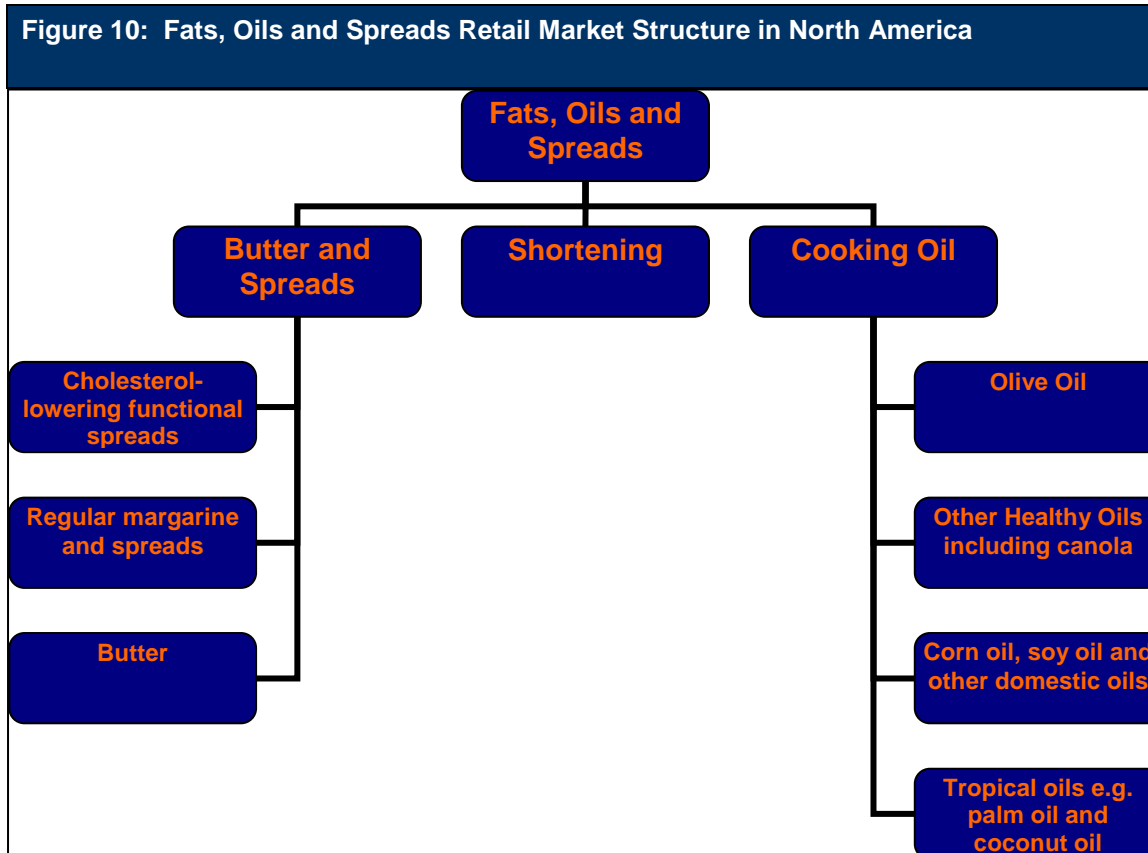 Figure 10:  Fats, Oils and Spreads Retail Market Structure in North America
Fats, Oils and
Spreads
Butter and
Spreads
Shortening
Cooking Oil
Cholesterol-
lowering functional
spreads
Regular margarine
and spreads
Butter
Olive Oil
Other Healthy Oils
including canola
Corn oil, soy oil and
other domestic oils
Tropical oils e.g.
palm oil and
coconut oil